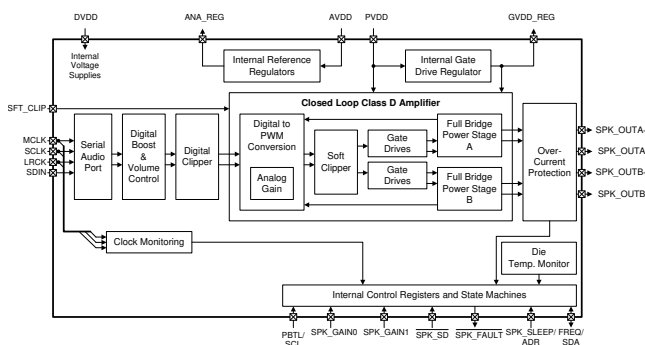 DVDD
ANA_REG
AVDD
PVDD
GVDD_REG
Internal
Voltage
Supplies
Internal Reference
Regulators
Internal Gate
Drive Regulator
SFT_CLIP
Closed Loop Class D Amplifier
MCLK
SCLK
LRCK
SDIN
Serial
Audio
Port
Digital
Boost
&
Volume
Control
Digital
Clipper
Digital to
PWM
Conversion
Analog
Gain
Soft
Clipper
Gate
Drives
Gate
Drives
Full Bridge
Power Stage
A
Full Bridge
Power Stage
B
Over-
Current
Protection
SPK_OUTA-
SPK_OUTA
SPK_OUTB-
SPK_OUTB
Clock Monitoring
Die
Temp. Monitor
Internal Control Registers and State Machines
PBTL/
SCL
SPK_GAIN0
SPK_GAIN1
SPK_SD
SPK_FAULT
SPK_SLEEP/
ADR
FREQ/
SDA